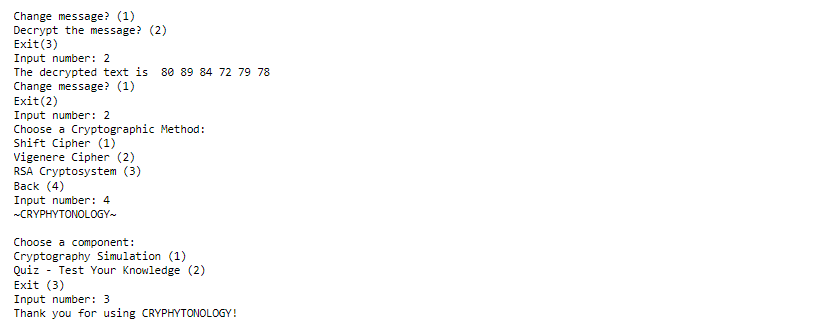 Change message? (1)
Decrypt the message? (2)
Exit(3)
Input number: 2
The decrypted text is  80 89 84 72 79 78
Change message? (1)
Exit(2)
Input number: 2
Choose a Cryptographic Method:
Shift Cipher (1)
Vigenere Cipher (2)
RSA Cryptosystem (3)
Back (4)
Input number: 4
~CRYPHYTONOLOGY~
Choose a component:
Cryptography Simulation (1)
Quiz - Test Your Knowledge (2)
Exit (3)
Input number: 3
Thank you for using CRYPHYTONOLOGY!